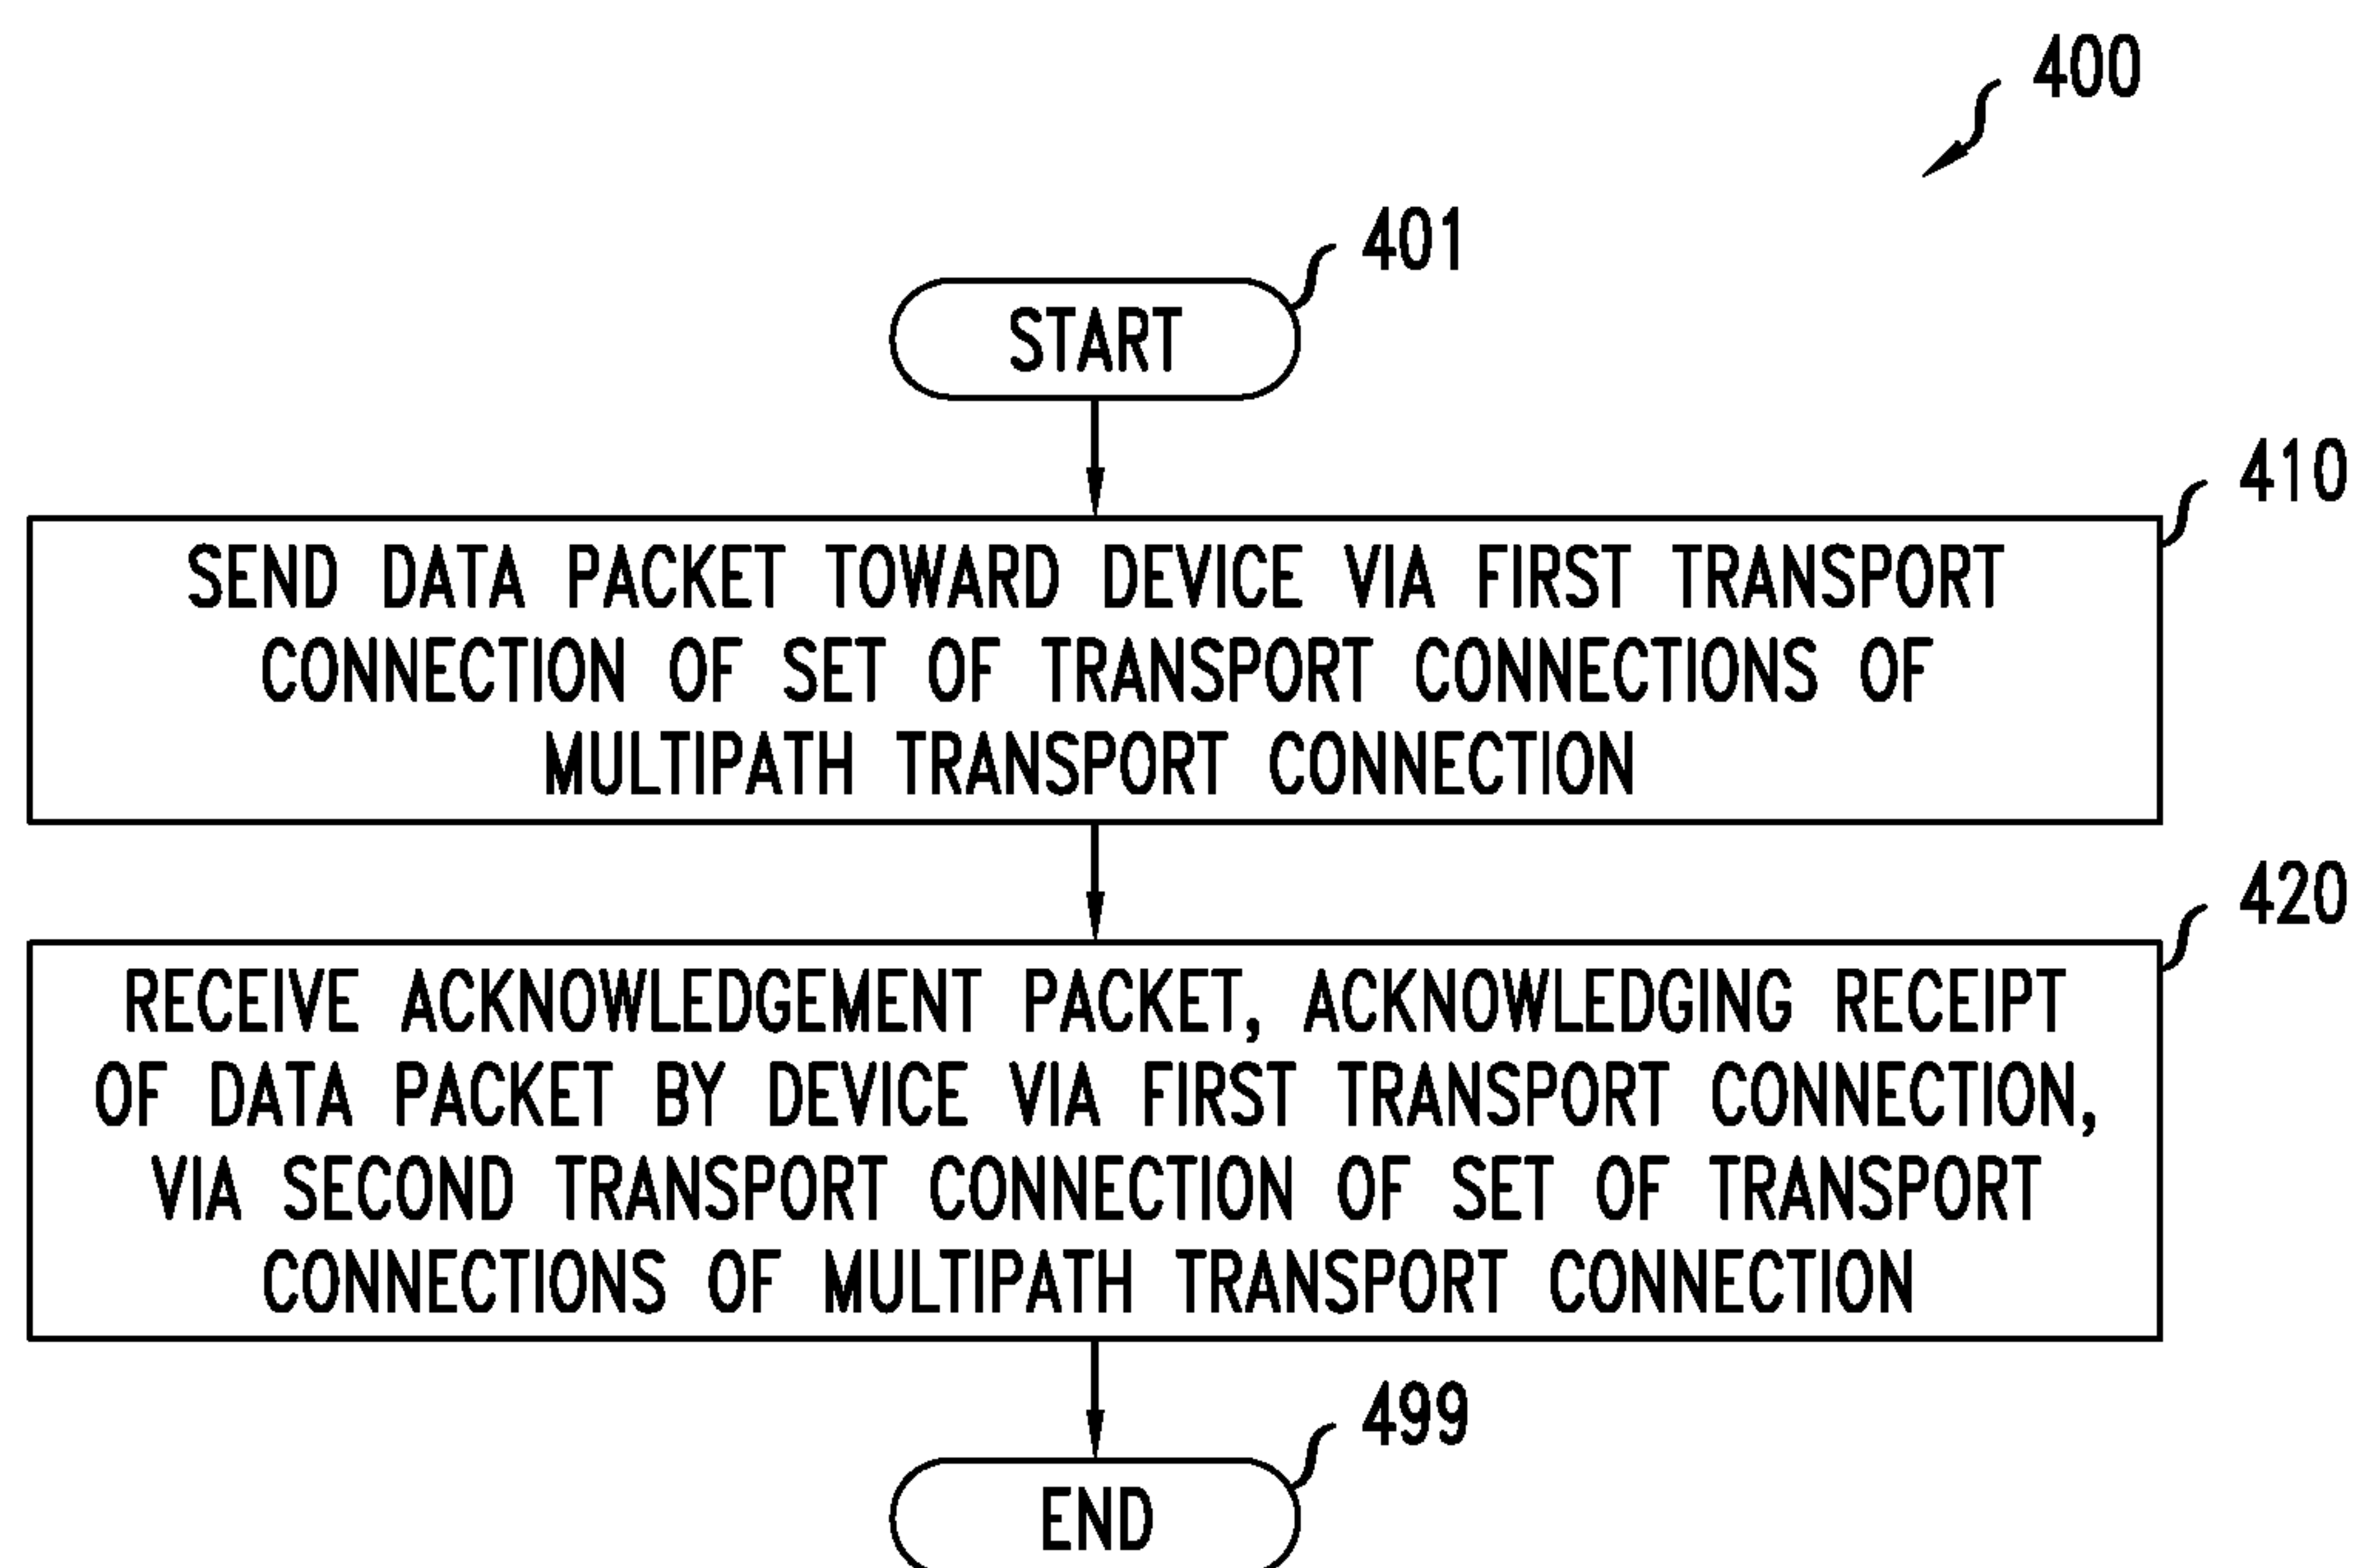 400
401
START
410
SEND DATA PACKET TOWARD DEVICE VIA FIRST TRANSPORT
CONNECTION OF SET OF TRANSPORT CONNECTIONS OF
MULTIPATH TRANSPORT CONNECTION
420
RECEIVE ACKNOWLEDGEMENT PACKET, ACKNOWLEDGING RECEIPT
OF DATA PACKET BY DEVICE VIA FIRST TRANSPORT CONNECTION,
VIA SECOND TRANSPORT CONNECTION OF SET OF TRANSPORT
CONNECTIONS OF MULTIPATH TRANSPORT CONNECTION
499
END